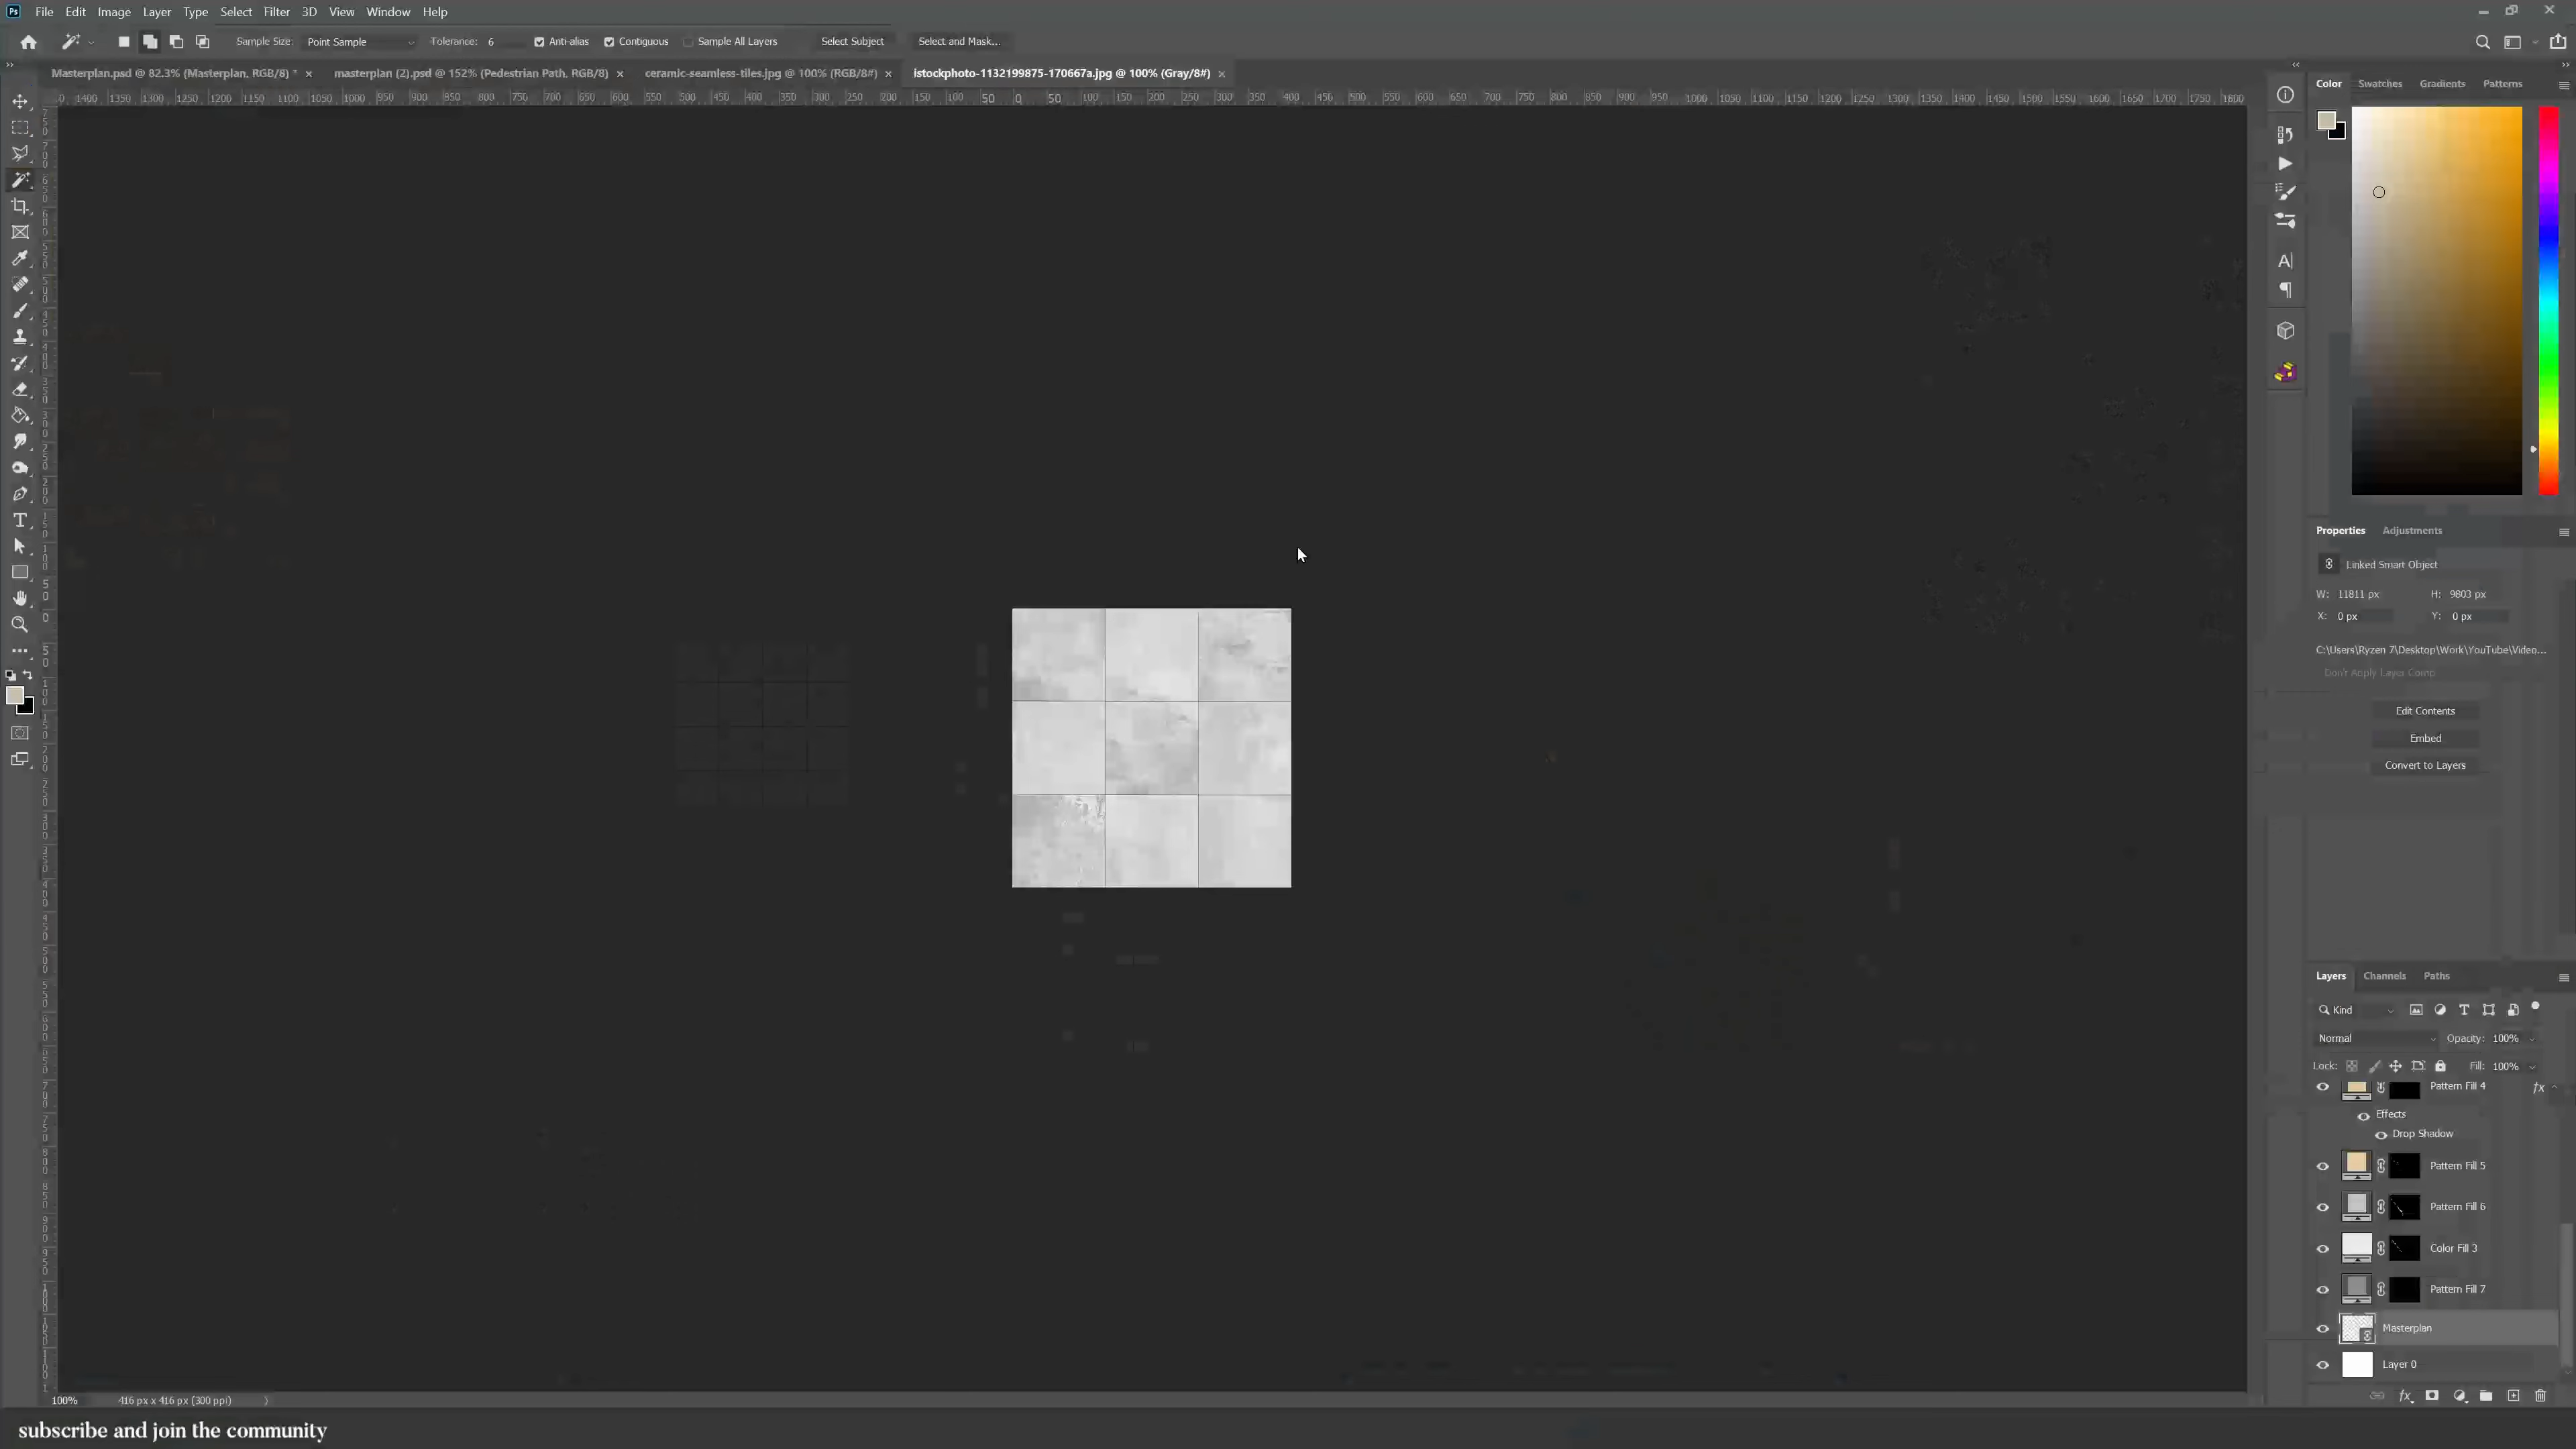 File Edit Image Layer Type Select Filter 3D View Window Help
Sample Size: Point Sample Tolerance: 6 Anti-alias Contiguous Sample All Layers Select Subject Select and Mask...
Masterplan.psd @ 82.3% (Masterplan, RGB/8) * × masterplan (2).psd @ 152% (Pedestrian Path, RGB/8) × ceramic-seamless-tiles.jpg @ 100% (RGB/8#) × istockphoto-1132199875-170667a.jpg @ 100% (Gray/8#) ×
Color Swatches Gradients Patterns
Properties Adjustments
Linked Smart Object
W: 11811 px H: 9803 px
X: 0 px Y: 0 px
C:\Users\Ryzen 7\Desktop\Work\YouTube\Video...
Don't Apply Layer Comp
Edit Contents
Embed
Convert to Layers
Layers Channels Paths
Kind
Normal Opacity: 100%
Lock: Fill: 100%
Pattern Fill 4 fx
Effects
Drop Shadow
Pattern Fill 5
Pattern Fill 6
Color Fill 3
Pattern Fill 7
Masterplan
Layer 0
100% 416 px x 416 px (300 ppi)
subscribe and join the community